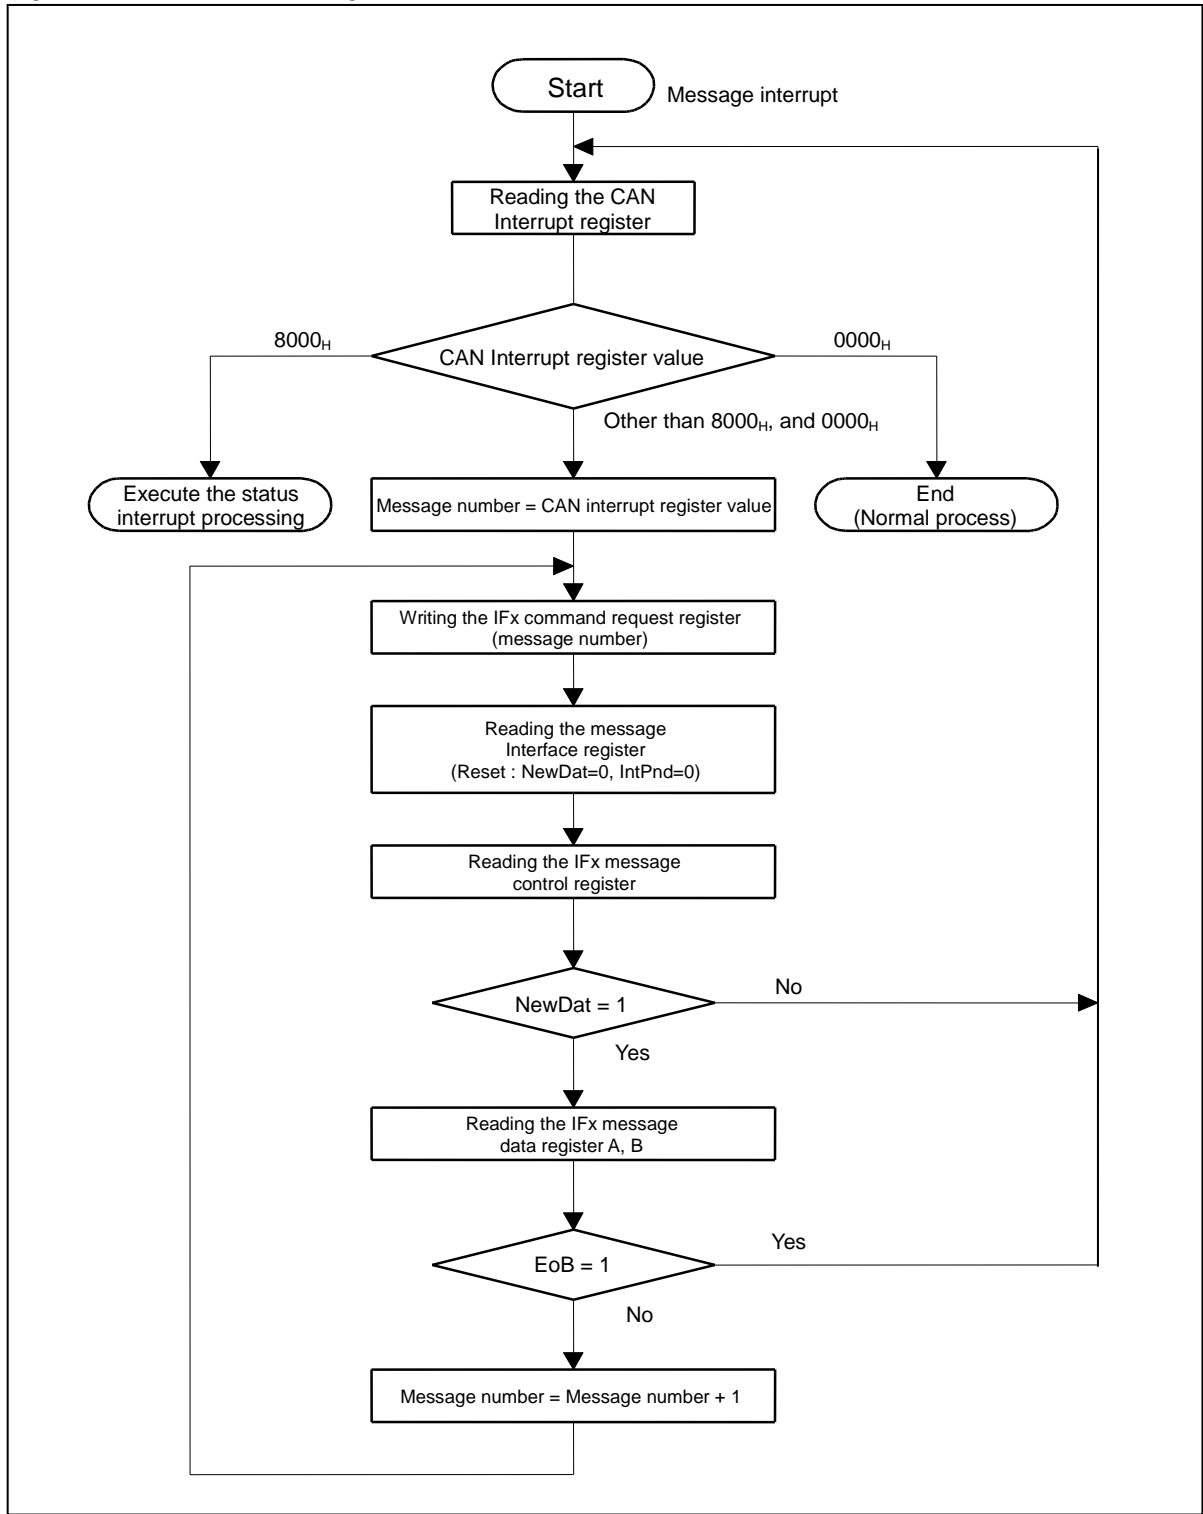 Start
Message interrupt
Reading the CAN
Interrupt register
8000H
CAN Interrupt register value
0000H
Other than 8000H, and 0000H
Execute the status
interrupt processing
Message number = CAN interrupt register value
End
(Normal process)
Writing the IFx command request register
(message number)
Reading the message
Interface register
(Reset : NewDat=0, IntPnd=0)
Reading the IFx message
control register
NewDat = 1
No
Yes
Reading the IFx message
data register A, B
EoB = 1
Yes
No
Message number = Message number + 1